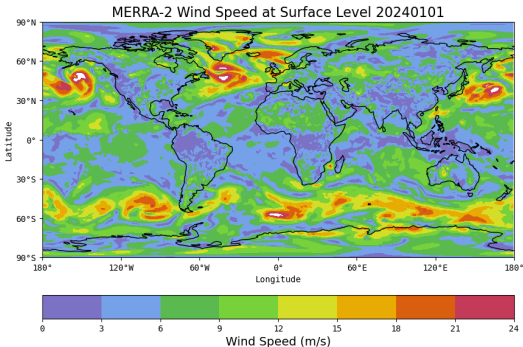 MERRA-2 Wind Speed at Surface Level 20240101
90°N
60°N
30°N
0°
30°S
60°S
90°S
Latitude
180° 120°W 60°W 0° 60°E 120°E 180°
Longitude
0 3 6 9 12 15 18 21 24
Wind Speed (m/s)